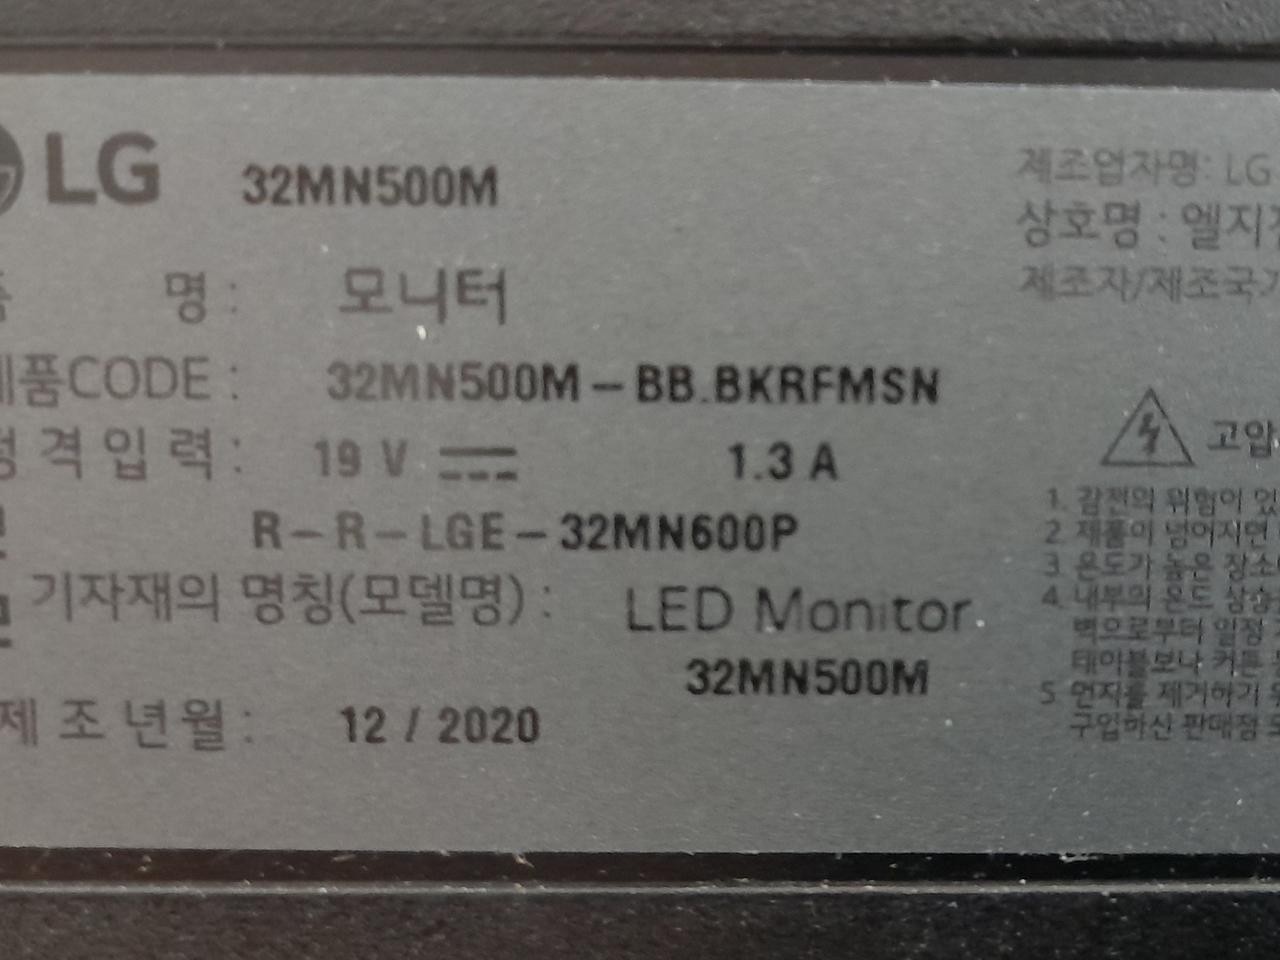 LG 32MN500M
명 : 모니터
제품CODE : 32MN500M-BB.BKRFMSN
정격입력 : 19 V 1.3 A
R-R-LGE-32MN600P
기자재의 명칭(모델명) : LED Monitor
32MN500M
제조년월 : 12 / 2020
제조업자명: LG
상호명 : 엘지
제조자/제조국가
고압
1. 감전의 위험이 있
2. 제품이 넘어지면
3. 온도가 높은 장소
4. 내부의 온도 상승
벽으로부터 일정
테이블보나 커튼
5. 먼지를 제거하기
구입하신 판매점